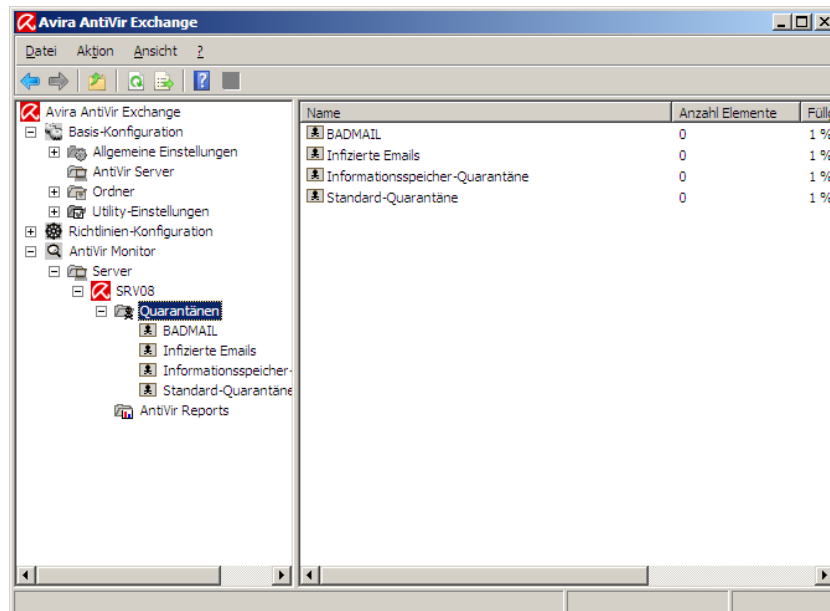 Avira AntiVir Exchange
Datei Aktion Ansicht ?
Avira AntiVir Exchange
Basis-Konfiguration
Allgemeine Einstellungen
AntiVir Server
Ordner
Utility-Einstellungen
Richtlinien-Konfiguration
AntiVir Monitor
Server
SRV08
Quarantänen
BADMAIL
Infizierte Emails
Informationsspeicher-
Standard-Quarantäne
AntiVir Reports
Name Anzahl Elemente Füllg
BADMAIL 0 1 %
Infizierte Emails 0 1 %
Informationsspeicher-Quarantäne 0 1 %
Standard-Quarantäne 0 1 %